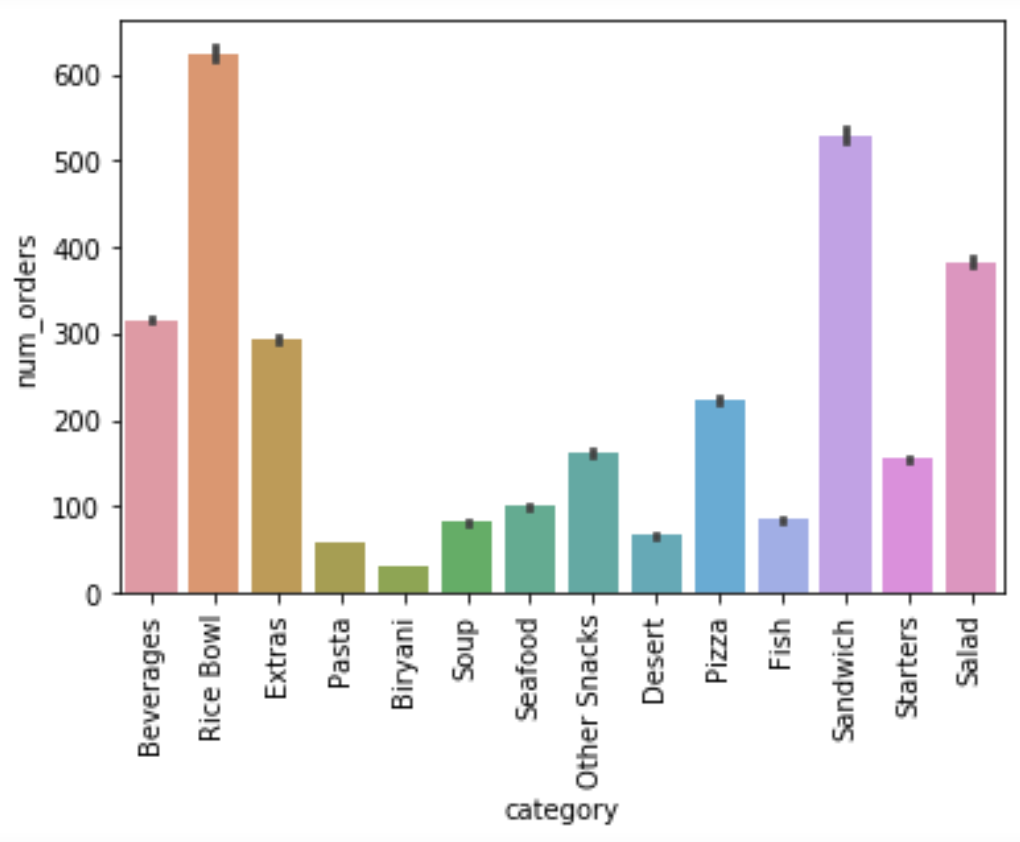 600
500
400
300
200
100
0
num_orders
Beverages
Rice Bowl
Extras
Pasta
Biryani
Soup
Seafood
Other Snacks
Desert
Pizza
Fish
Sandwich
Starters
Salad
category